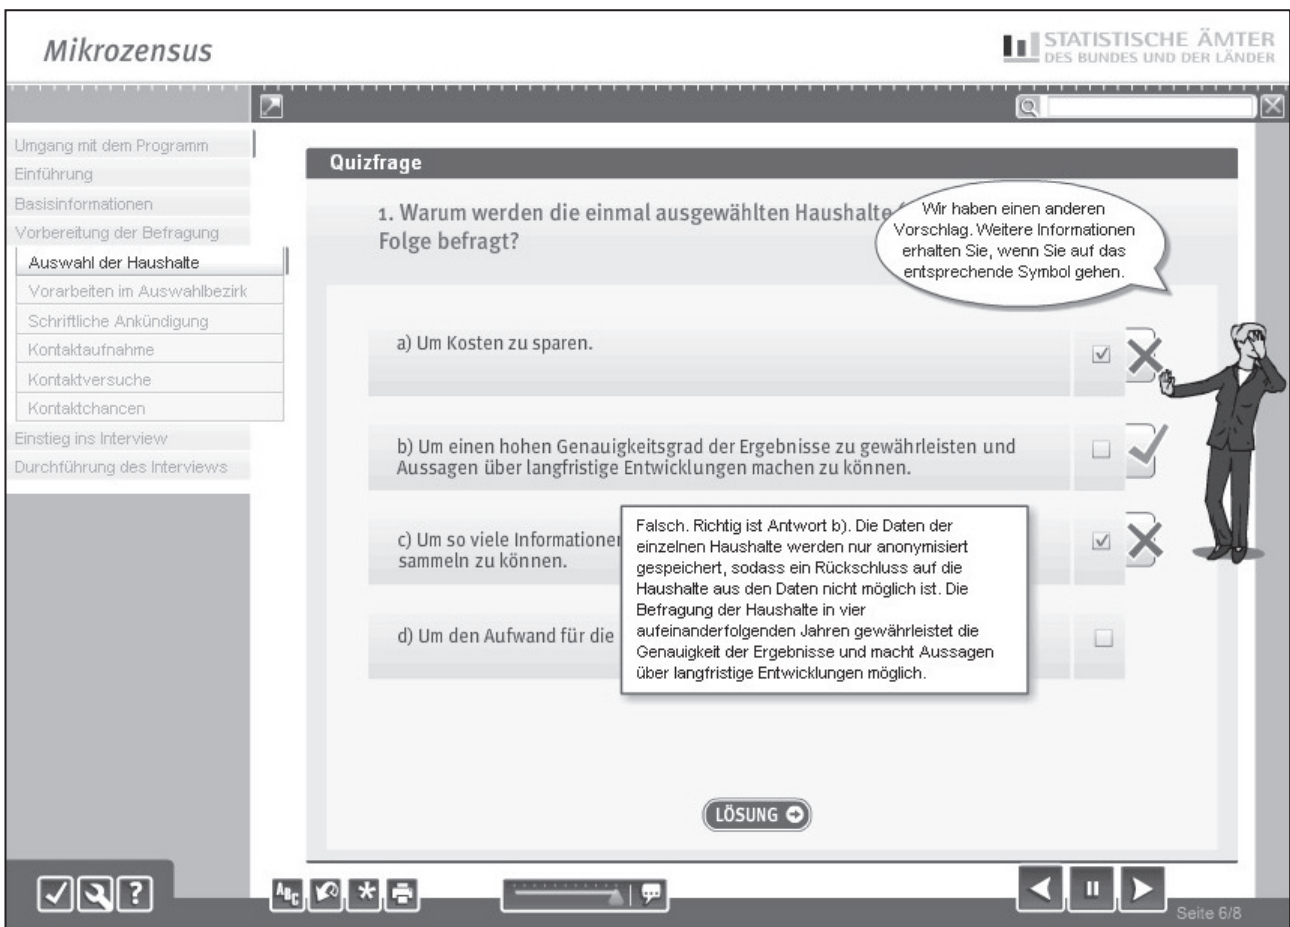 Mikrozensus
STATISTISCHE ÄMTER
DES BUNDES UND DER LÄNDER
Umgang mit dem Programm
Einführung
Basisinformationen
Vorbereitung der Befragung
Auswahl der Haushalte
Vorarbeiten im Auswahlbezirk
Schriftliche Ankündigung
Kontaktaufnahme
Kontaktversuche
Kontaktchancen
Einstieg ins Interview
Durchführung des Interviews
Quizfrage
1. Warum werden die einmal ausgewählten Haushalte
Folge befragt?
Wir haben einen anderen
Vorschlag. Weitere Informationen
erhalten Sie, wenn Sie auf das
entsprechende Symbol gehen.
a) Um Kosten zu sparen.
b) Um einen hohen Genauigkeitsgrad der Ergebnisse zu gewährleisten und
Aussagen über langfristige Entwicklungen machen zu können.
c) Um so viele
sammeln zu können.
d) Um den Aufwand für die
Falsch. Richtig ist Antwort b). Die Daten der
einzelnen Haushalte werden nur anonymisiert
gespeichert, sodass ein Rückschluss auf die
Haushalte aus den Daten nicht möglich ist. Die
Befragung der Haushalte in vier
aufeinanderfolgenden Jahren gewährleistet die
Genauigkeit der Ergebnisse und macht Aussagen
über langfristige Entwicklungen möglich.
LÖSUNG
?
ABC
Seite 6/8